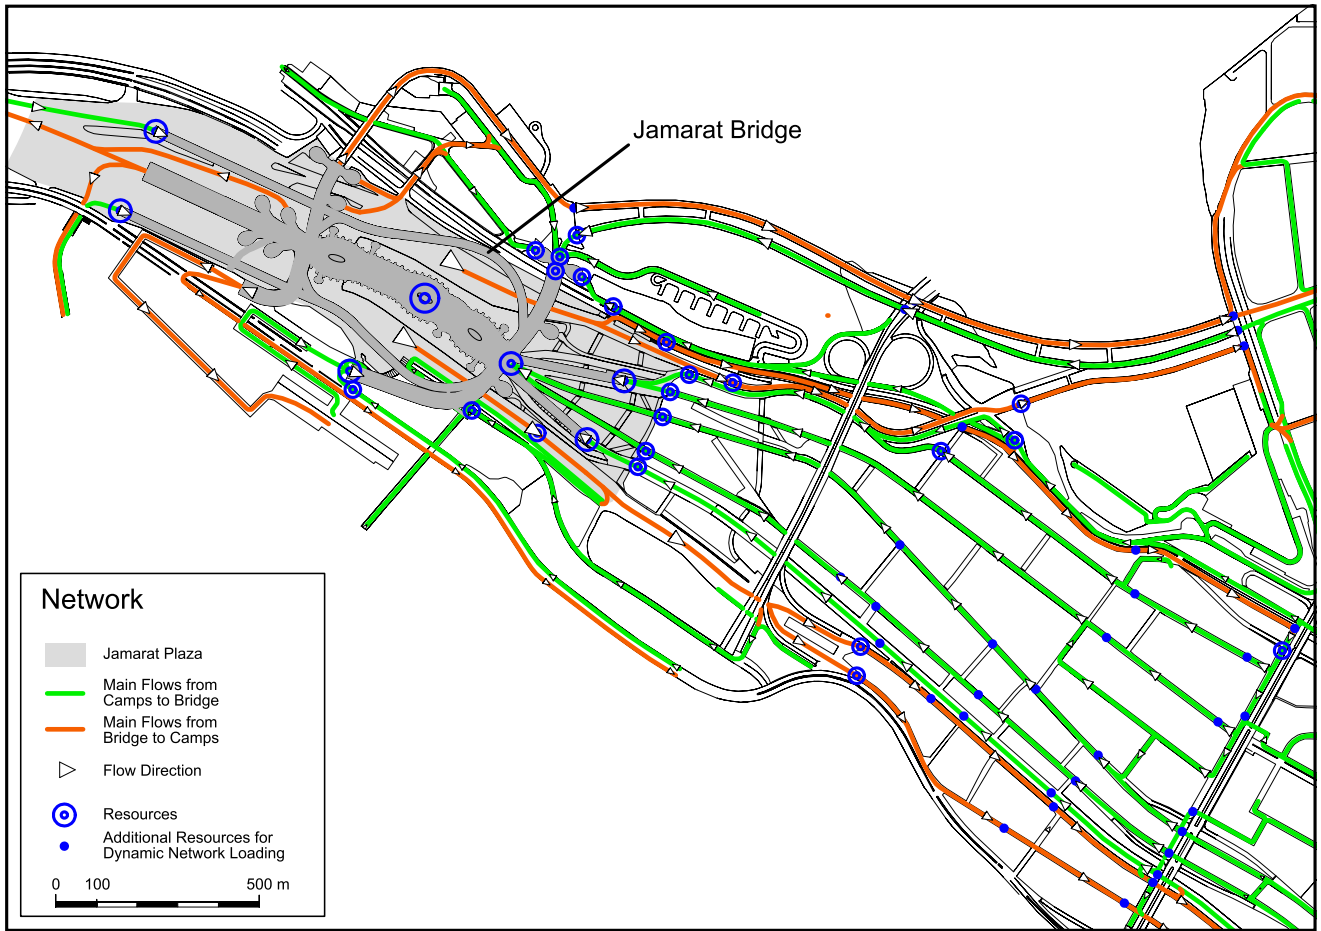 Jamarat Bridge
Network
Jamarat Plaza
Main Flows from
Camps to Bridge
Main Flows from
Bridge to Camps
Flow Direction
Resources
Additional Resources for
Dynamic Network Loading
0 100 500 m